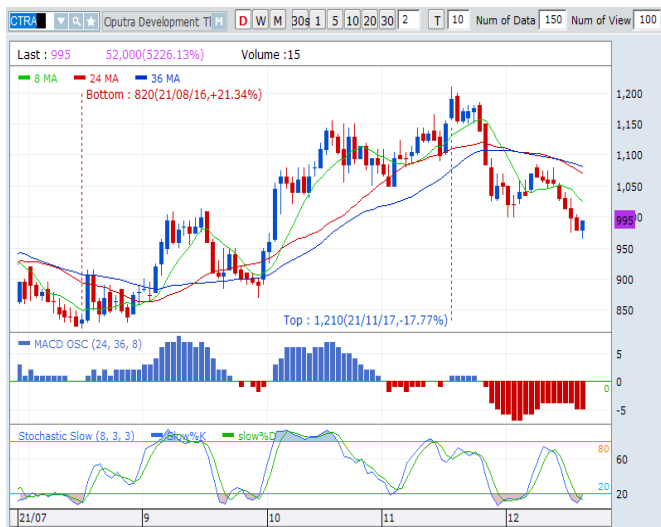 CTRA Ciputra Development T M D W M 30s 1 5 10 20 30 2 T 10 Num of Data 150 Num of View 100
Last : 995 52,000(5226.13%) Volume :15
8 MA 24 MA 36 MA
Bottom : 820(21/08/16,+21.34%)
1,200
1,150
1,100
1,050
995
950
900
850
Top : 1,210(21/11/17,-17.77%)
MACD OSC (24, 36, 8)
5
0 0
-5
Stochastic Slow (8, 3, 3) Slow%K slow%D
80
60
20
20
21/07 9 10 11 12